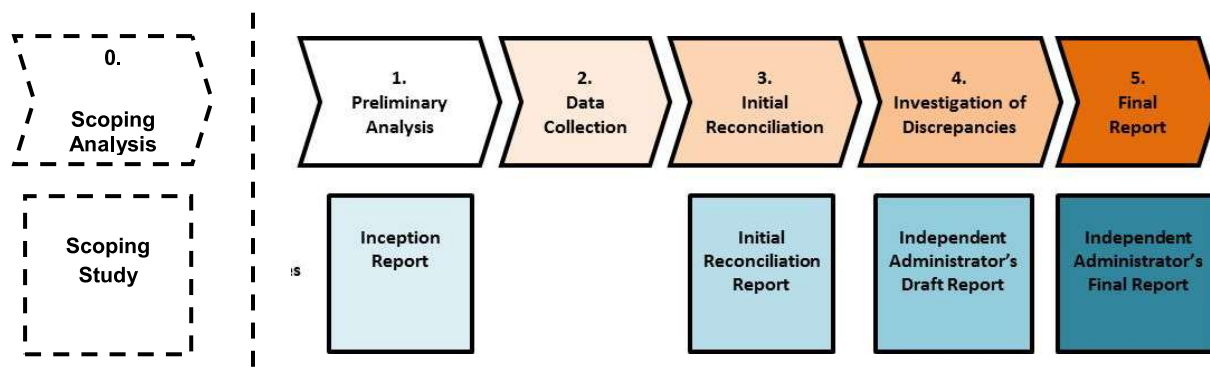 0.
Scoping
Analysis
1.
Preliminary
Analysis
2.
Data
Collection
3.
Initial
Reconciliation
4.
Investigation of
Discrepancies
5.
Final
Report
Scoping
Study
es
Inception
Report
Initial
Reconciliation
Report
Independent
Administrator's
Draft Report
Independent
Administrator's
Final Report